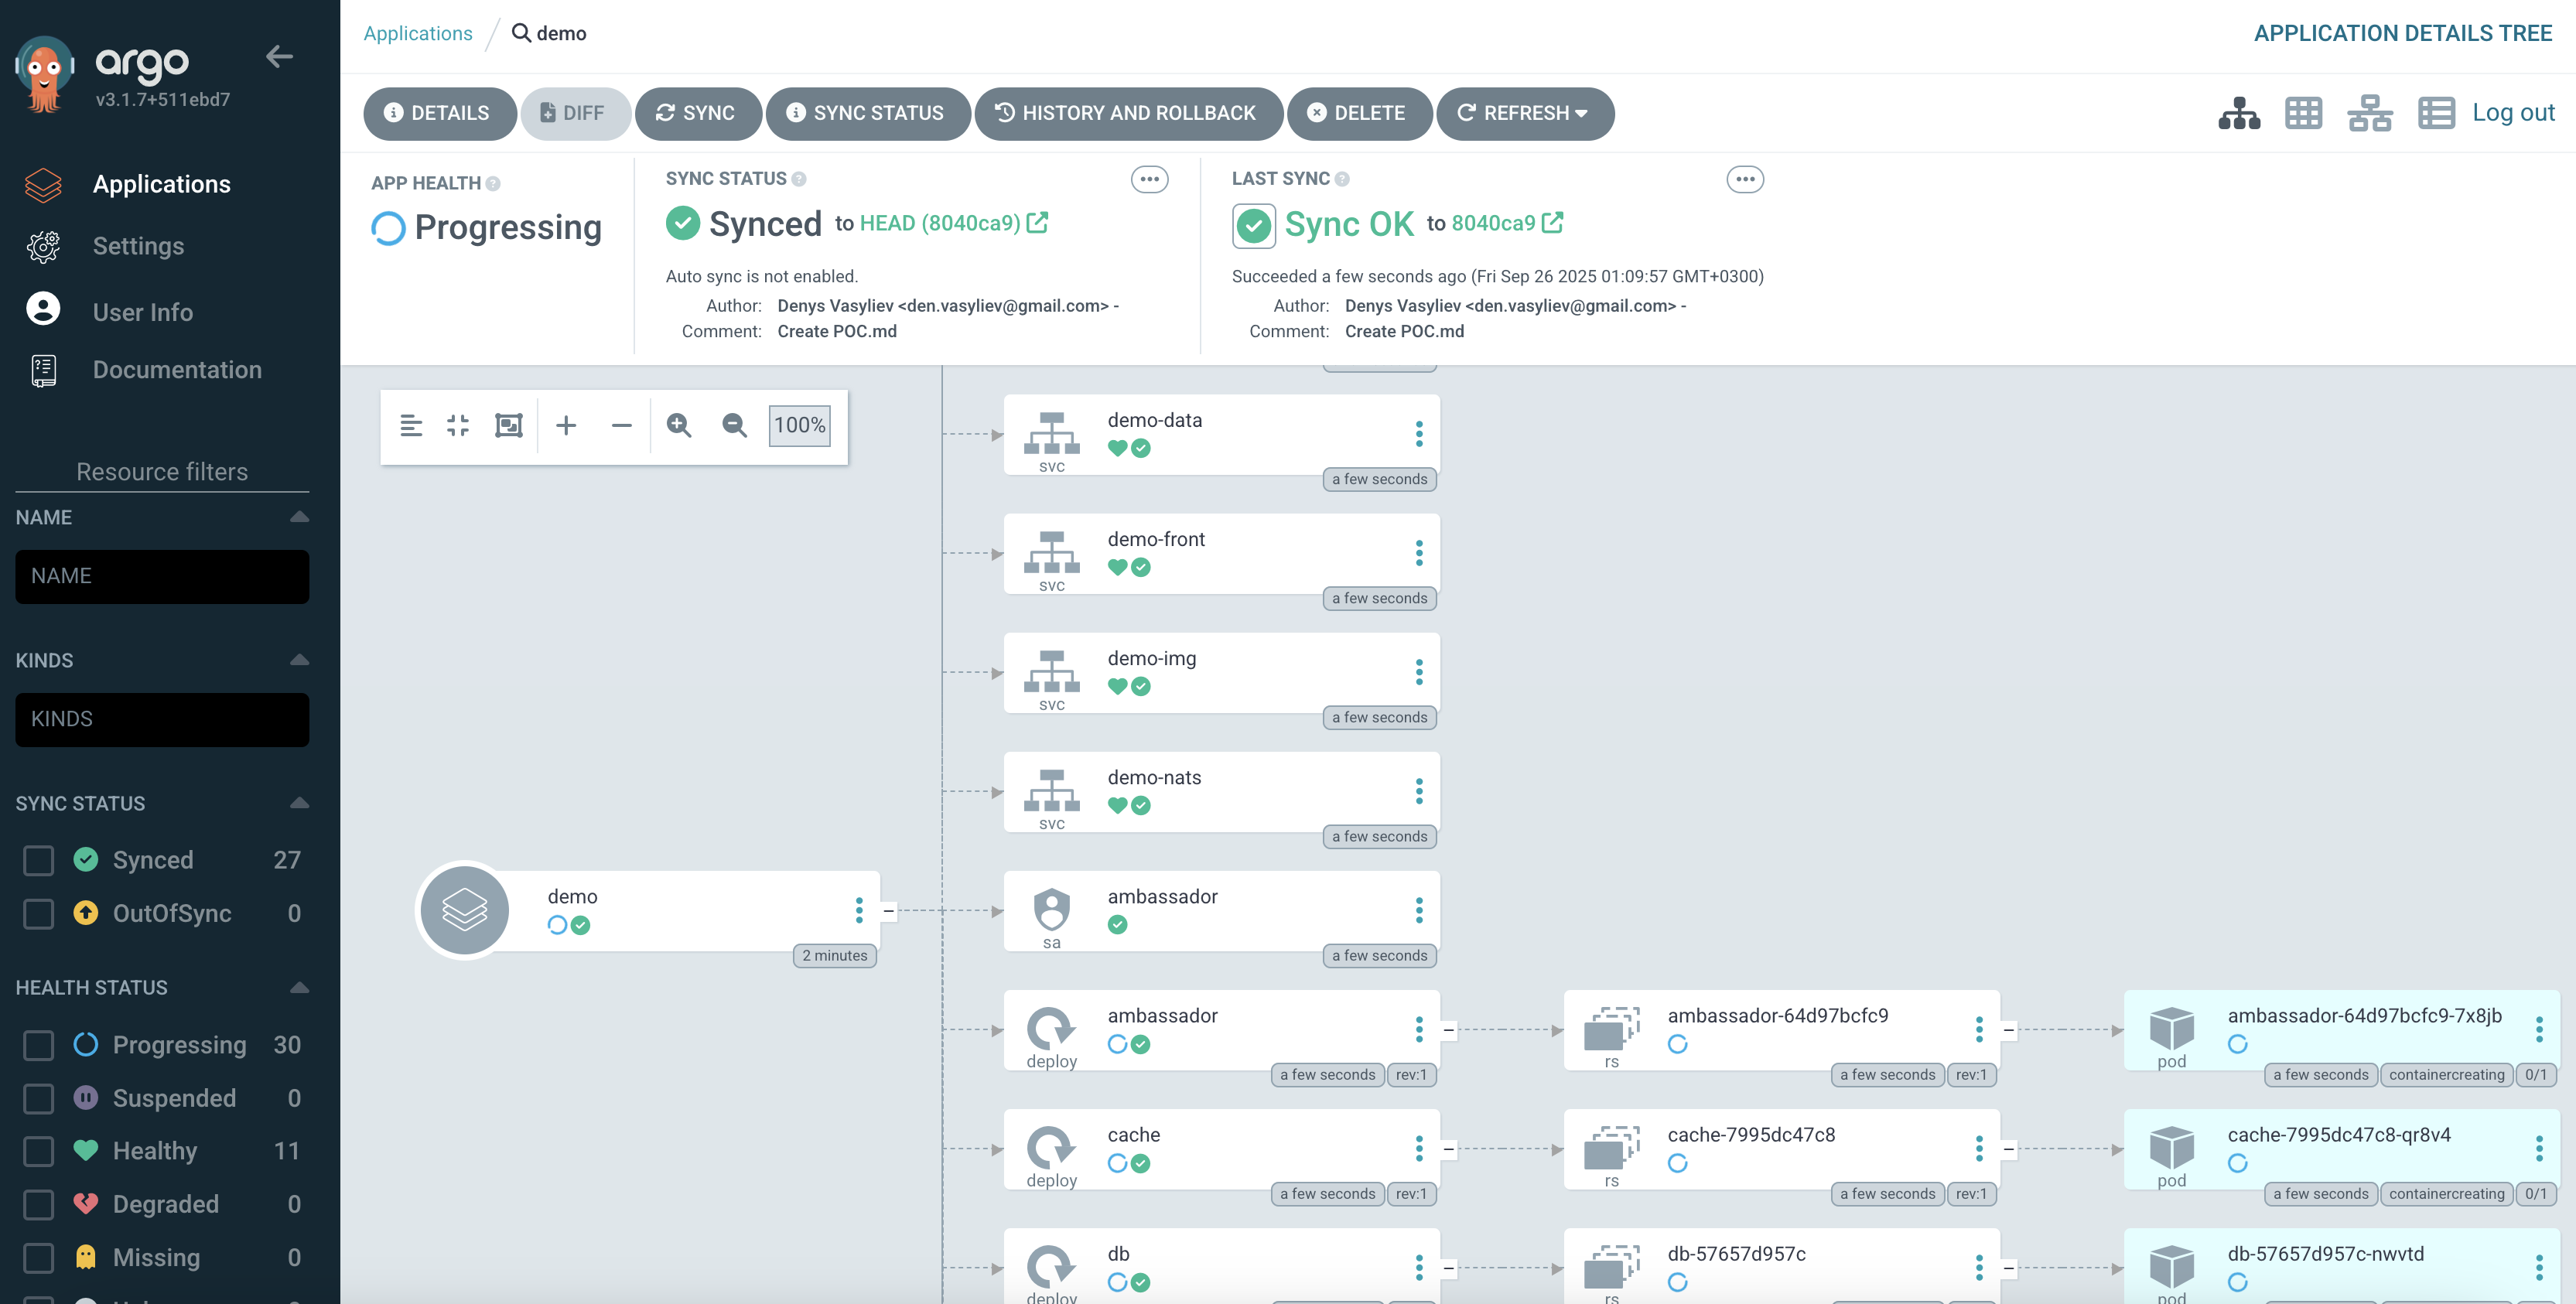 argo
v3.1.7+511ebd7
Applications
Settings
User Info
Documentation
Resource filters
NAME
NAME
KINDS
KINDS
SYNC STATUS
Synced 27
OutOfSync 0
HEALTH STATUS
Progressing 30
Suspended 0
Healthy 11
Degraded 0
Missing 0
Applications / demo
APPLICATION DETAILS TREE
DETAILS DIFF SYNC SYNC STATUS HISTORY AND ROLLBACK DELETE REFRESH
Log out
APP HEALTH
Progressing
SYNC STATUS
Synced to HEAD (8040ca9)
Auto sync is not enabled.
Author: Denys Vasyliev <den.vasyliev@gmail.com> -
Comment: Create POC.md
LAST SYNC
Sync OK to 8040ca9
Succeeded a few seconds ago (Fri Sep 26 2025 01:09:57 GMT+0300)
Author: Denys Vasyliev <den.vasyliev@gmail.com> -
Comment: Create POC.md
100%
demo-data
svc
a few seconds
demo-front
svc
a few seconds
demo-img
svc
a few seconds
demo-nats
svc
a few seconds
demo
2 minutes
ambassador
sa
a few seconds
ambassador
deploy
a few seconds rev:1
ambassador-64d97bcfc9
rs
a few seconds rev:1
ambassador-64d97bcfc9-7x8jb
pod
a few seconds containercreating 0/1
cache
deploy
a few seconds rev:1
cache-7995dc47c8
rs
a few seconds rev:1
cache-7995dc47c8-qr8v4
pod
a few seconds containercreating 0/1
db
deploy
db-57657d957c
rs
db-57657d957c-nwvtd
pod